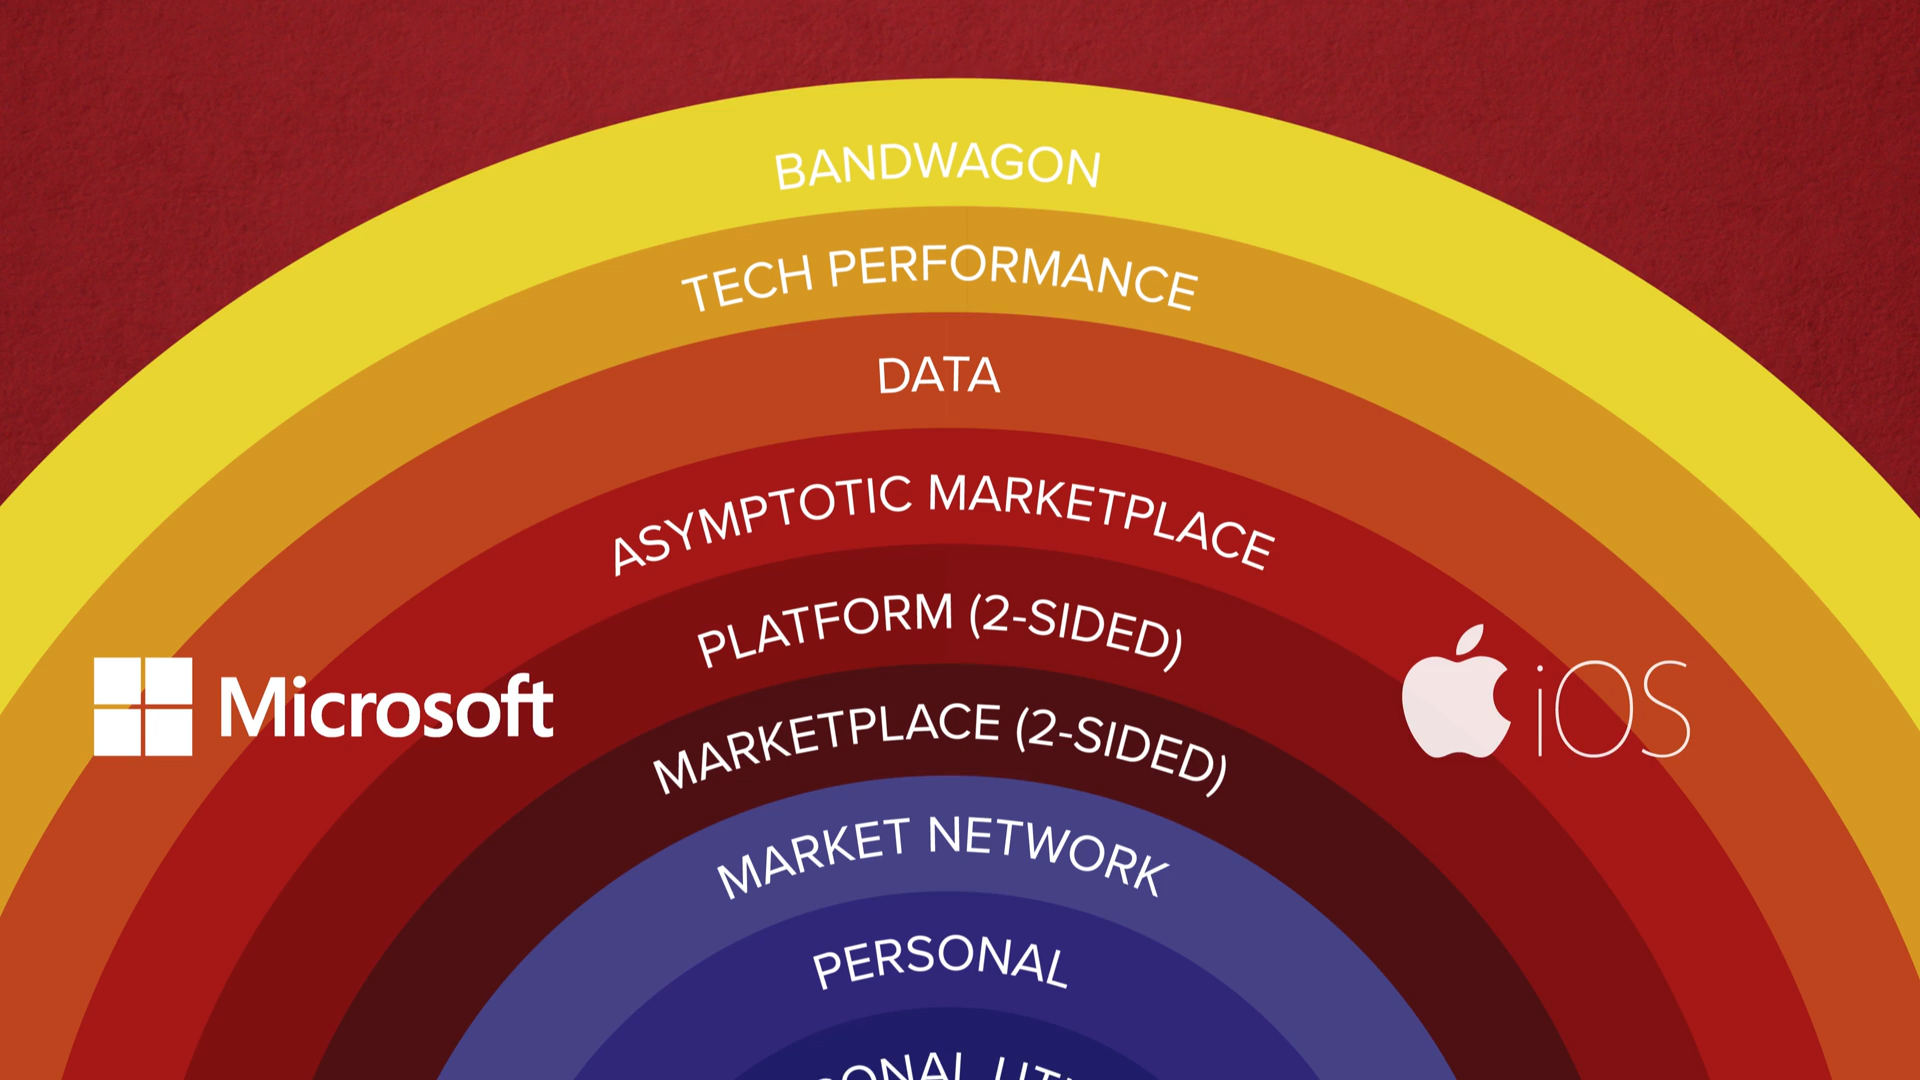 BANDWAGON
TECH PERFORMANCE
DATA
ASYMPTOTIC MARKETPLACE
PLATFORM (2-SIDED)
Microsoft
iOS
MARKETPLACE (2-SIDED)
MARKET NETWORK
PERSONAL